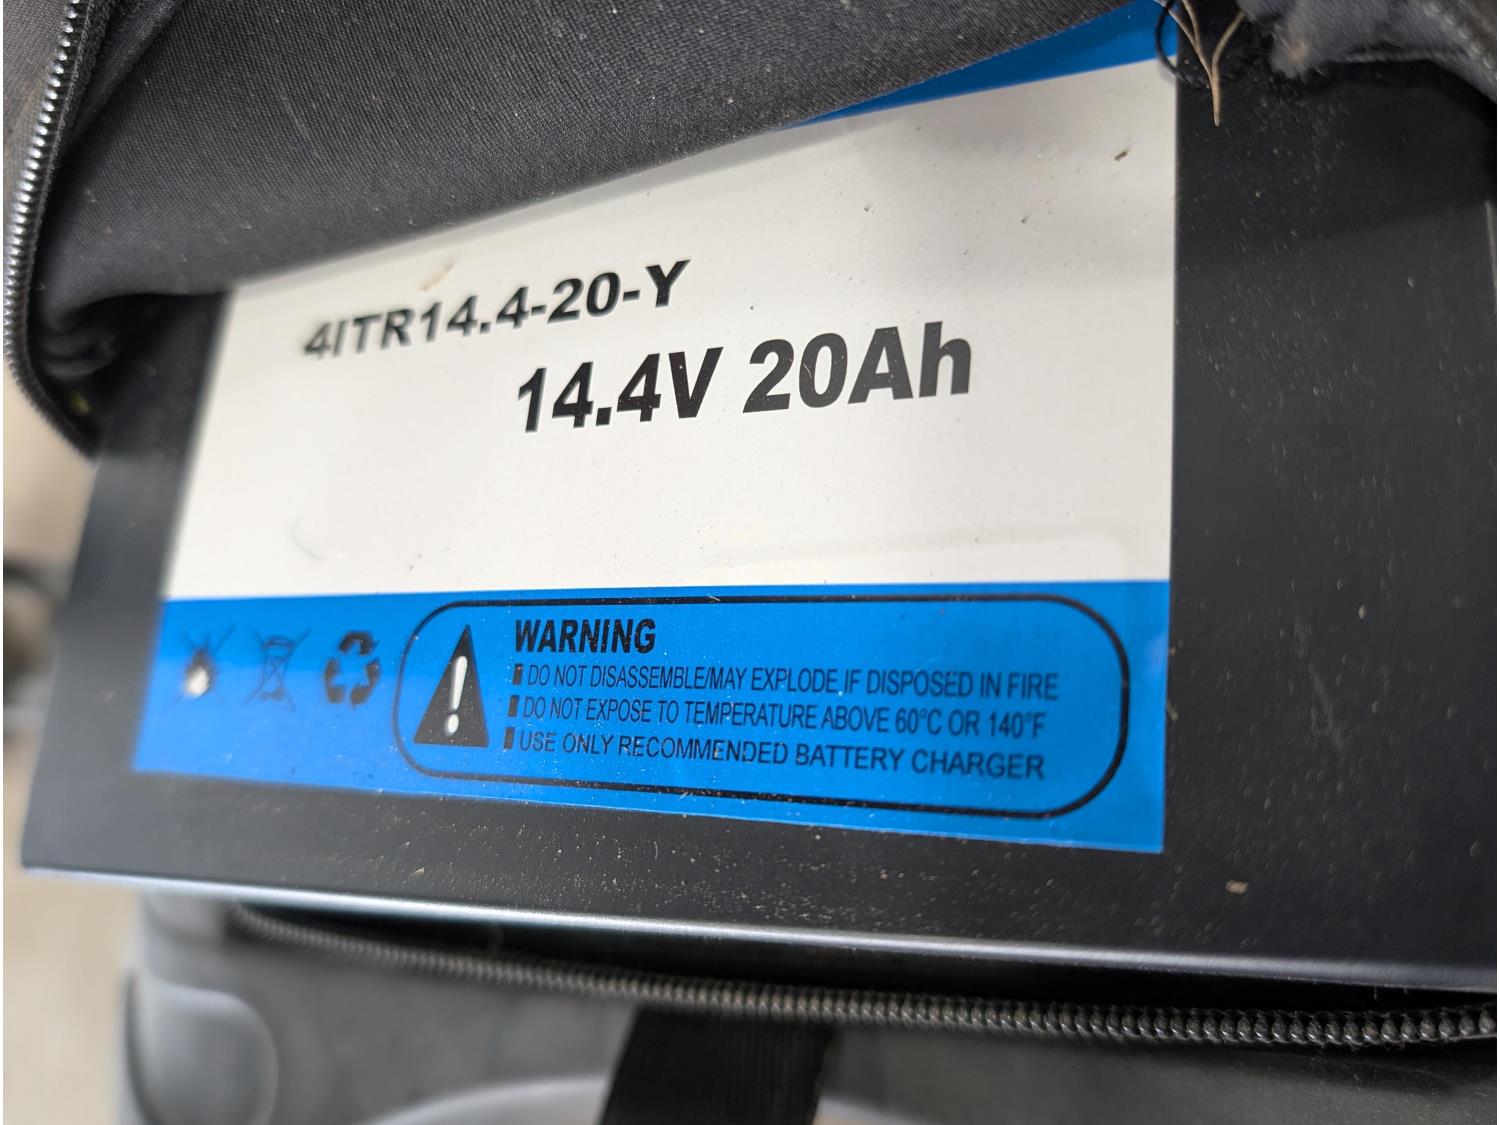 4ITR14.4-20-Y
14.4V 20Ah
WARNING
DO NOT DISASSEMBLE/MAY EXPLODE,IF DISPOSED IN FIRE
DO NOT EXPOSE TO TEMPERATURE ABOVE 60°C OR 140°F
USE ONLY RECOMMENDED BATTERY CHARGER